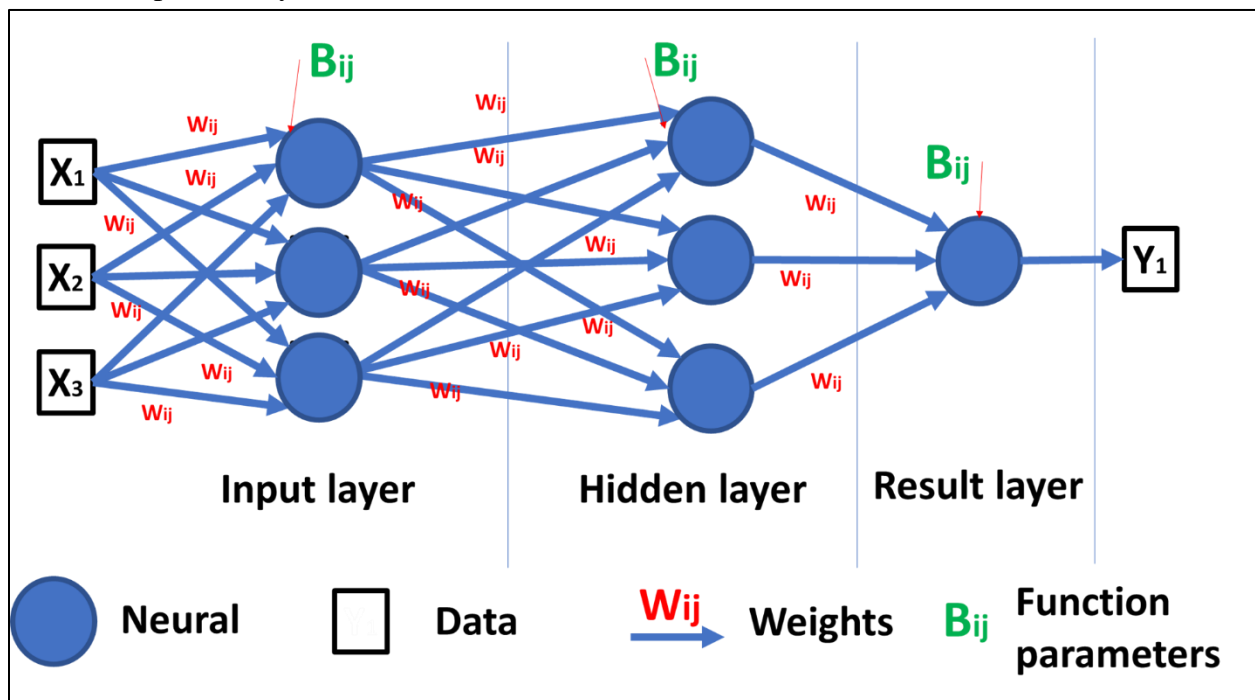 Bij
Bij
Wij
Wij
Wij
X1
Wij
Bij
Wij
Wij
Wij
Wij
X2
Y1
Wij
Wij
Wij
Wij
Wij
X3
Wij
Wij
Wij
Wij
Input layer
Hidden layer
Result layer
Neural
Data
Wij
Weights
Bij
Function
parameters